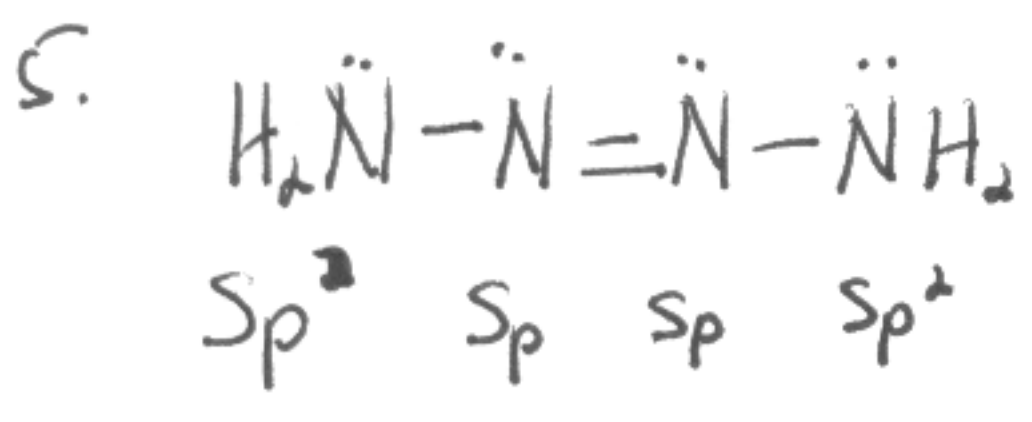 5. H₂N̈ – N̈ = N̈ – N̈H₂
Sp² Sp Sp Sp²